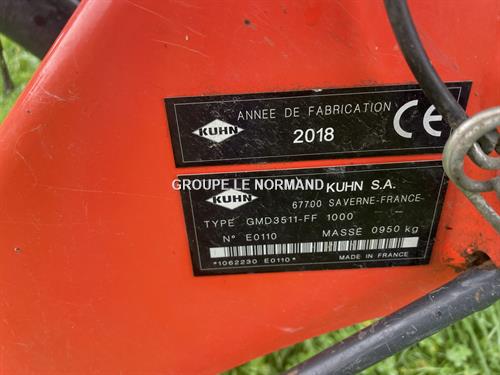 ANNEE DE FABRICATION
KUHN
2018
CE
GROUPE LE NORMAND
KUHN S.A.
KUHN
67700 SAVERNE-FRANCE
TYPE GMD3511-FF 1000
N° E0110 MASSE 0950 kg
*1062230 E0110* MADE IN FRANCE